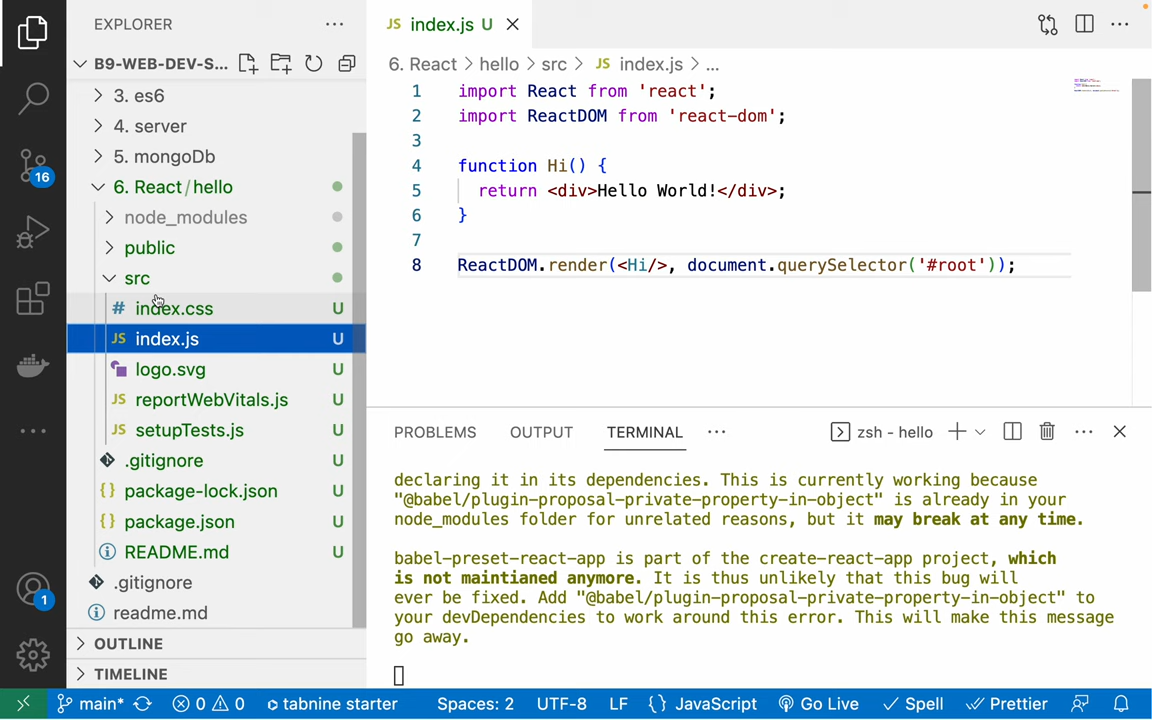 EXPLORER
B9-WEB-DEV-S...
3. es6
4. server
5. mongoDb
6. React / hello
node_modules
public
src
# index.css U
JS index.js U
logo.svg U
JS reportWebVitals.js U
JS setupTests.js U
.gitignore U
{} package-lock.json U
{} package.json U
README.md U
.gitignore
readme.md
OUTLINE
TIMELINE
16
1
JS index.js U
6. React > hello > src > JS index.js > ...
1 import React from 'react';
2 import ReactDOM from 'react-dom';
3
4 function Hi() {
5 return <div>Hello World!</div>;
6 }
7
8 ReactDOM.render(<Hi/>, document.querySelector('#root'));
PROBLEMS OUTPUT TERMINAL ... zsh - hello
declaring it in its dependencies. This is currently working because
"@babel/plugin-proposal-private-property-in-object" is already in your
node_modules folder for unrelated reasons, but it may break at any time.
babel-preset-react-app is part of the create-react-app project, which
is not maintianed anymore. It is thus unlikely that this bug will
ever be fixed. Add "@babel/plugin-proposal-private-property-in-object" to
your devDependencies to work around this error. This will make this message
go away.
main* 0 0 tabnine starter Spaces: 2 UTF-8 LF {} JavaScript Go Live Spell Prettier